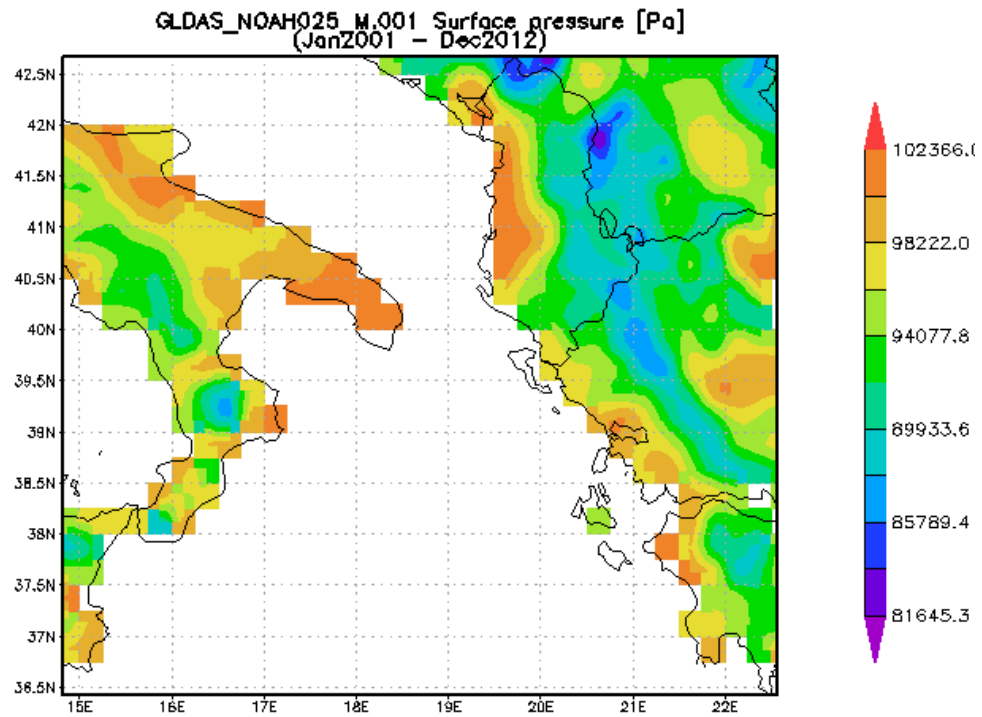 GLDAS_NOAH025_M.001 Surface pressure [Pa]
(Jan2001 - Dec2012)
42.5N
42N
41.5N
41N
40.5N
40N
39.5N
39N
38.5N
38N
37.5N
37N
36.5N
15E 16E 17E 18E 19E 20E 21E 22E
102366.0
98222.0
94077.8
89933.6
85789.4
81645.3